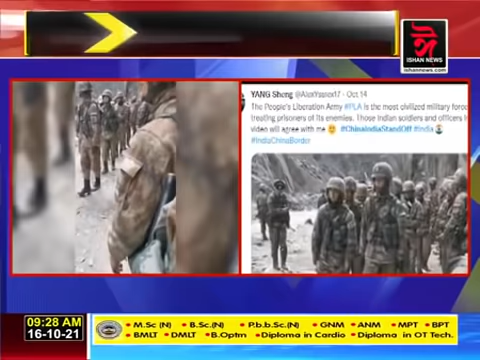 ঈ
ISHAN NEWS
ishannews.com
YANG Sheng @AlexYsalex17 · Oct 14
The People's Liberation Army #PLA is the most civilized military force
treating prisoners of its enemies. Those Indian soldiers and officers in
video will agree with me #ChinaIndiaStandOff #India
#IndiaChinaBorder
09:28 AM
16-10-21
M.Sc (N) B.Sc.(N) P.b.b.Sc.(N) GNM ANM MPT BPT
BMLT DMLT B.Optm Diploma in Cardio Diploma in OT Tech.